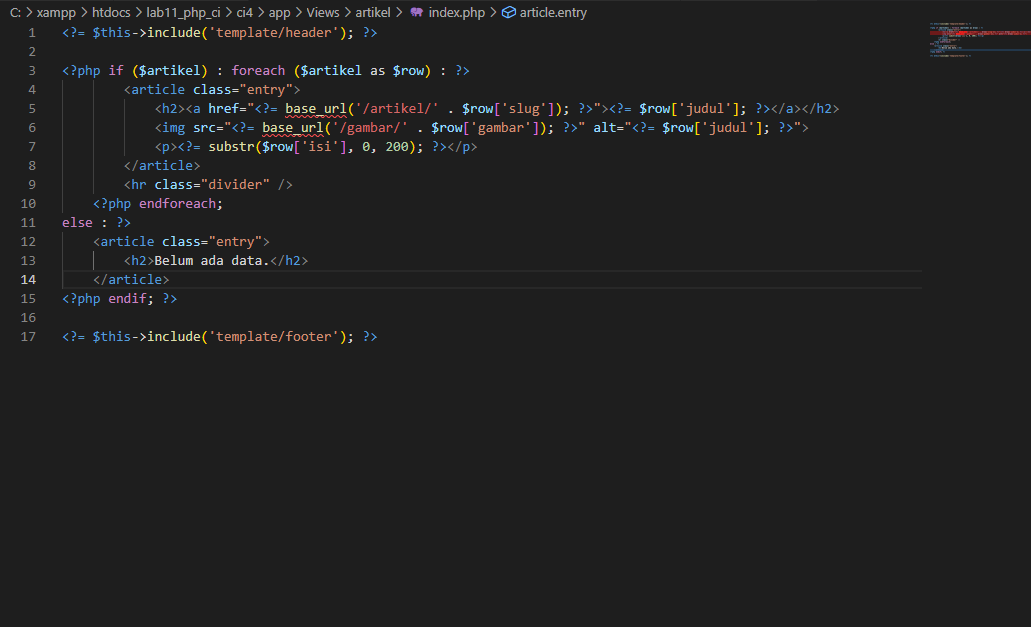 C: > xampp > htdocs > lab11_php_ci > ci4 > app > Views > artikel > index.php > article.entry
1 <?= $this->include('template/header'); ?>
2
3 <?php if ($artikel) : foreach ($artikel as $row) : ?>
4 <article class="entry">
5 <h2><a href="<?= base_url('/artikel/' . $row['slug']); ?>"><?= $row['judul']; ?></a></h2>
6 <img src="<?= base_url('/gambar/' . $row['gambar']); ?>" alt="<?= $row['judul']; ?>">
7 <p><?= substr($row['isi'], 0, 200); ?></p>
8 </article>
9 <hr class="divider" />
10 <?php endforeach;
11 else : ?>
12 <article class="entry">
13 <h2>Belum ada data.</h2>
14 </article>
15 <?php endif; ?>
16
17 <?= $this->include('template/footer'); ?>